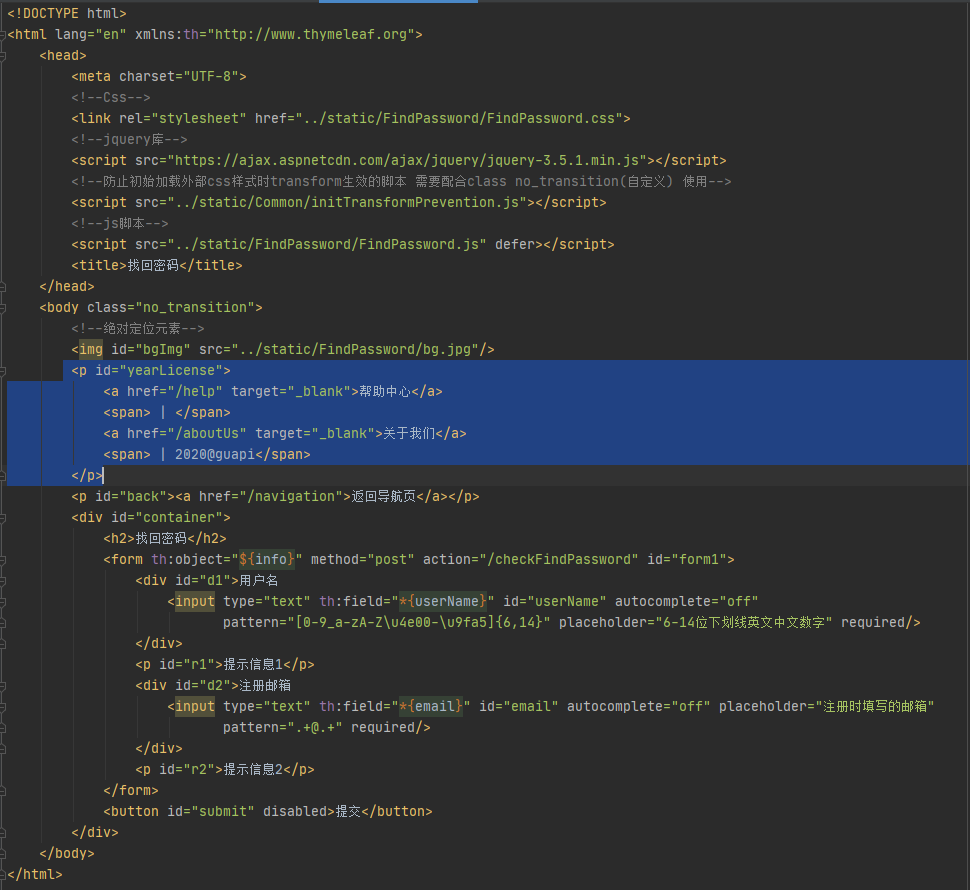 <!DOCTYPE html>
<html lang="en" xmlns:th="http://www.thymeleaf.org">
    <head>
        <meta charset="UTF-8">
        <!--Css-->
        <link rel="stylesheet" href="../static/FindPassword/FindPassword.css">
        <!--jquery库-->
        <script src="https://ajax.aspnetcdn.com/ajax/jquery/jquery-3.5.1.min.js"></script>
        <!--防止初始加载外部css样式时transform生效的脚本 需要配合class no_transition(自定义) 使用-->
        <script src="../static/Common/initTransformPrevention.js"></script>
        <!--js脚本-->
        <script src="../static/FindPassword/FindPassword.js" defer></script>
        <title>找回密码</title>
    </head>
    <body class="no_transition">
        <!--绝对定位元素-->
        <img id="bgImg" src="../static/FindPassword/bg.jpg"/>
        <p id="yearLicense">
            <a href="/help" target="_blank">帮助中心</a>
            <span> | </span>
            <a href="/aboutUs" target="_blank">关于我们</a>
            <span> | 2020@guapi</span>
        </p>
        <p id="back"><a href="/navigation">返回导航页</a></p>
        <div id="container">
            <h2>找回密码</h2>
            <form th:object="${info}" method="post" action="/checkFindPassword" id="form1">
                <div id="d1">用户名
                    <input type="text" th:field="*{userName}" id="userName" autocomplete="off"
                           pattern="[0-9_a-zA-Z\u4e00-\u9fa5]{6,14}" placeholder="6-14位下划线英文中文数字" required/>
                </div>
                <p id="r1">提示信息1</p>
                <div id="d2">注册邮箱
                    <input type="text" th:field="*{email}" id="email" autocomplete="off" placeholder="注册时填写的邮箱"
                           pattern=".+@.+" required/>
                </div>
                <p id="r2">提示信息2</p>
            </form>
            <button id="submit" disabled>提交</button>
        </div>
    </body>
</html>